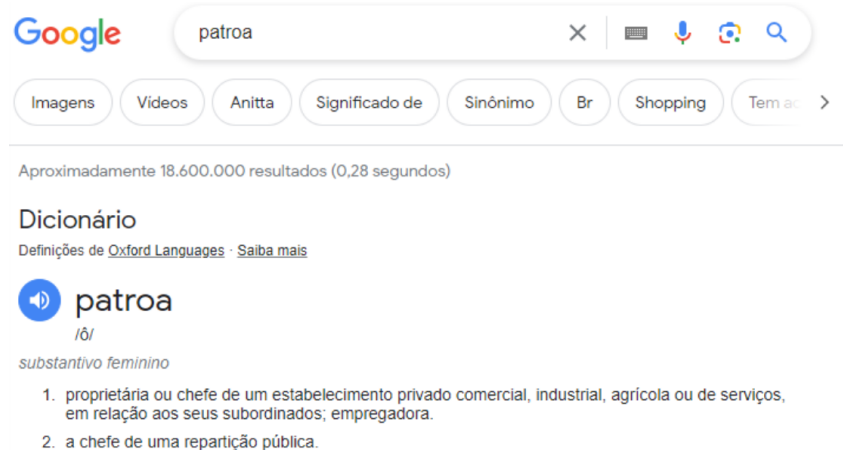 Google
patroa
Imagens Vídeos Anitta Significado de Sinônimo Br Shopping Tem
Aproximadamente 18.600.000 resultados (0,28 segundos)
Dicionário
Definições de Oxford Languages · Saiba mais
patroa
/ô/
substantivo feminino
1. proprietária ou chefe de um estabelecimento privado comercial, industrial, agrícola ou de serviços,
em relação aos seus subordinados; empregadora.
2. a chefe de uma repartição pública.